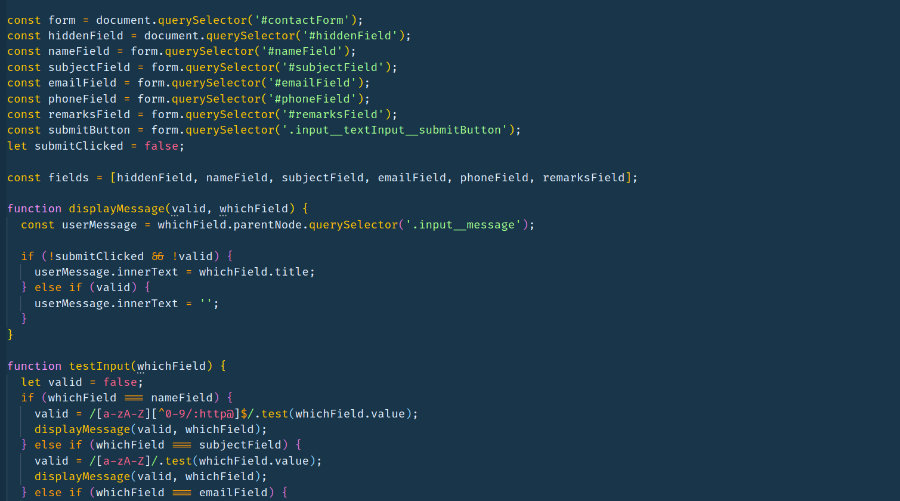 const form = document.querySelector('#contactForm');
const hiddenField = document.querySelector('#hiddenField');
const nameField = form.querySelector('#nameField');
const subjectField = form.querySelector('#subjectField');
const emailField = form.querySelector('#emailField');
const phoneField = form.querySelector('#phoneField');
const remarksField = form.querySelector('#remarksField');
const submitButton = form.querySelector('.input__textInput__submitButton');
let submitClicked = false;

const fields = [hiddenField, nameField, subjectField, emailField, phoneField, remarksField];

function displayMessage(valid, whichField) {
  const userMessage = whichField.parentNode.querySelector('.input__message');

  if (!submitClicked && !valid) {
    userMessage.innerText = whichField.title;
  } else if (valid) {
    userMessage.innerText = '';
  }
}

function testInput(whichField) {
  let valid = false;
  if (whichField === nameField) {
    valid = /[a-zA-Z][^0-9/:http@]$/.test(whichField.value);
    displayMessage(valid, whichField);
  } else if (whichField === subjectField) {
    valid = /[a-zA-Z]/.test(whichField.value);
    displayMessage(valid, whichField);
  } else if (whichField === emailField) {